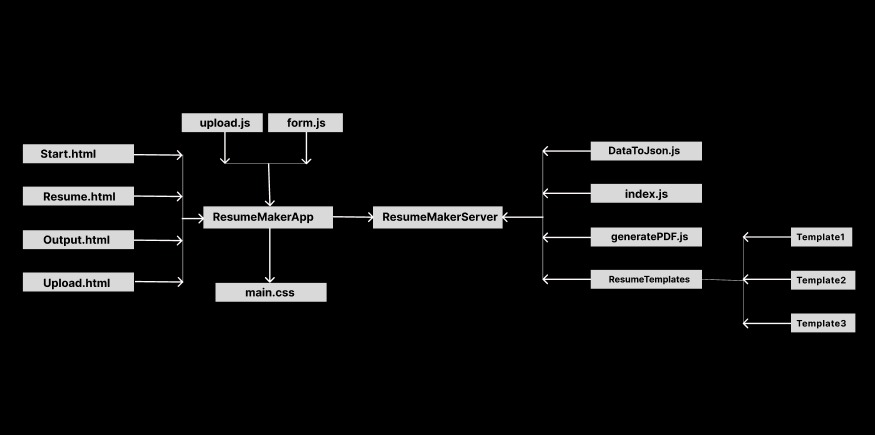 upload.js
form.js
Start.html
Resume.html
Output.html
Upload.html
ResumeMakerApp
main.css
ResumeMakerServer
DataToJson.js
index.js
generatePDF.js
ResumeTemplates
Template1
Template2
Template3